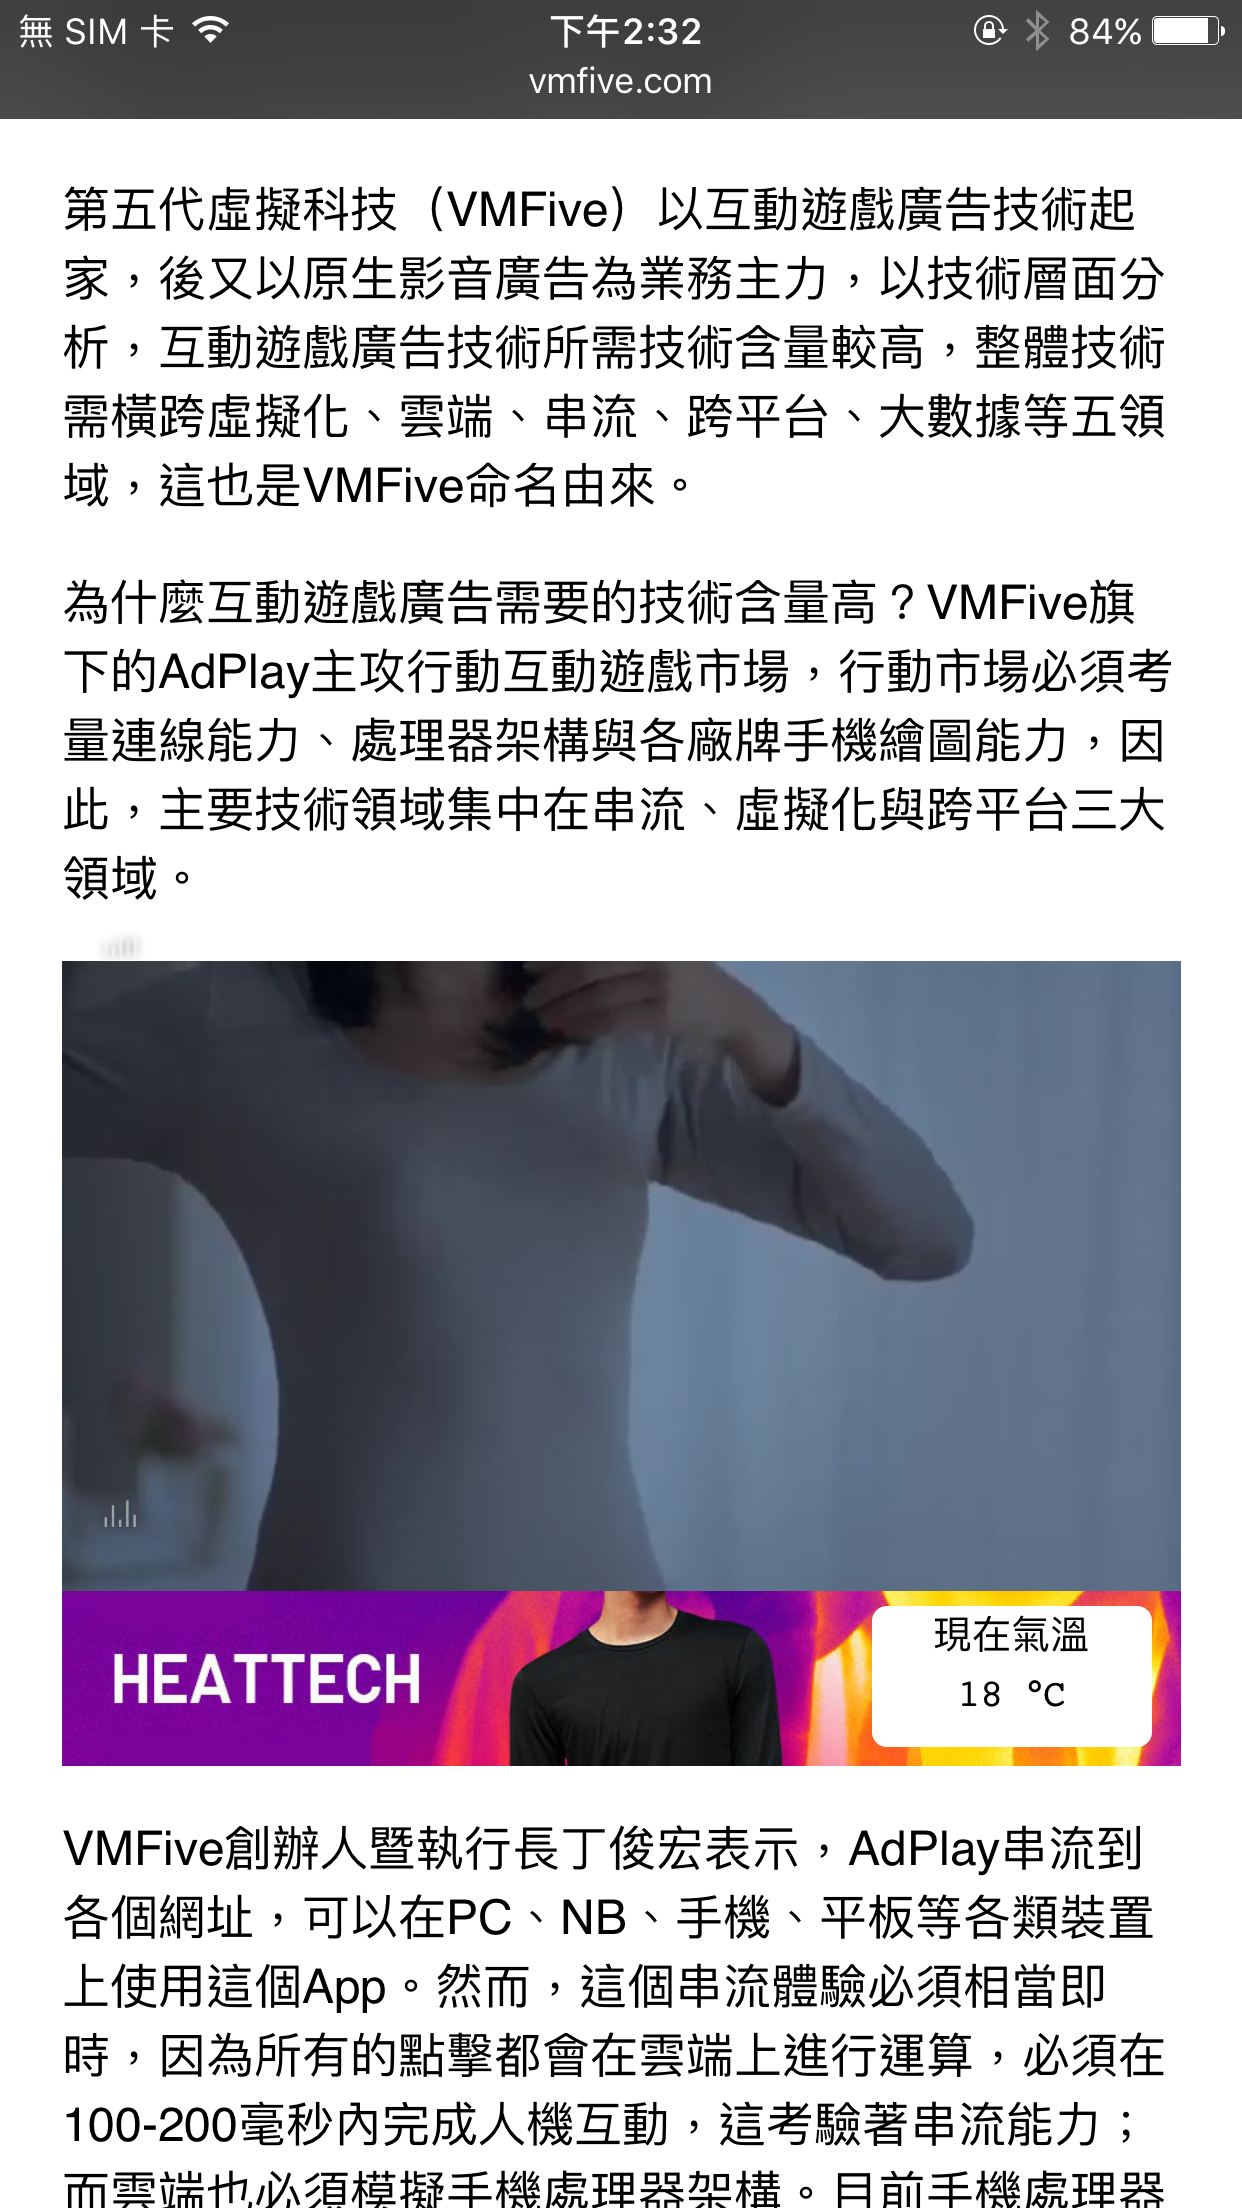 無 SIM 卡
下午2:32
84%
vmfive.com
第五代虛擬科技（VMFive）以互動遊戲廣告技術起
家，後又以原生影音廣告為業務主力，以技術層面分
析，互動遊戲廣告技術所需技術含量較高，整體技術
需橫跨虛擬化、雲端、串流、跨平台、大數據等五領
域，這也是VMFive命名由來。
為什麼互動遊戲廣告需要的技術含量高？VMFive旗
下的AdPlay主攻行動互動遊戲市場，行動市場必須考
量連線能力、處理器架構與各廠牌手機繪圖能力，因
此，主要技術領域集中在串流、虛擬化與跨平台三大
領域。
HEATTECH
現在氣溫
18 °C
VMFive創辦人暨執行長丁俊宏表示，AdPlay串流到
各個網址，可以在PC、NB、手機、平板等各類裝置
上使用這個App。然而，這個串流體驗必須相當即
時，因為所有的點擊都會在雲端上進行運算，必須在
100-200毫秒內完成人機互動，這考驗著串流能力；
而雲端也必須模擬手機處理器架構。目前手機處理器